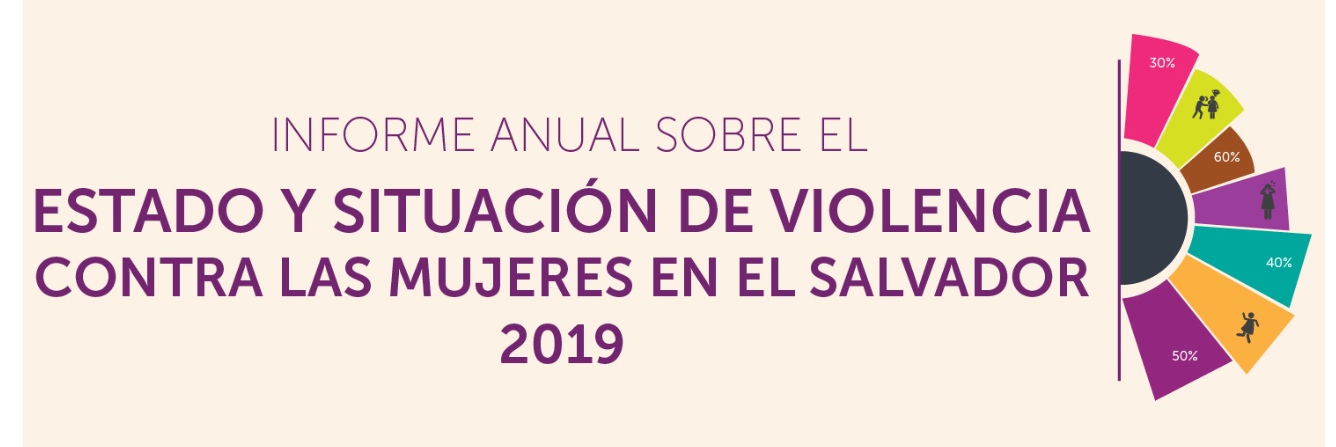 INFORME ANUAL SOBRE EL
ESTADO Y SITUACIÓN DE VIOLENCIA
CONTRA LAS MUJERES EN EL SALVADOR
2019
30%
60%
40%
50%